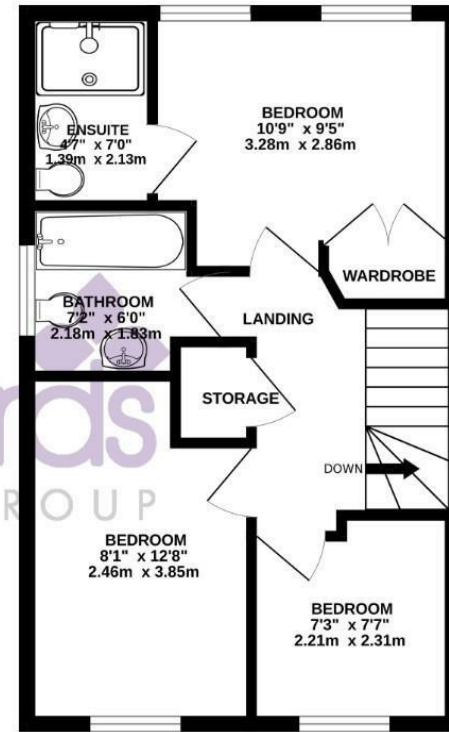 BEDROOM
10'9" x 9'5"
3.28m x 2.86m
ENSUITE
4'7" x 7'0"
1.39m x 2.13m
WARDROBE
BATHROOM
7'2" x 6'0"
2.18m x 1.83m
LANDING
STORAGE
DOWN
rds
ROUP
BEDROOM
8'1" x 12'8"
2.46m x 3.85m
BEDROOM
7'3" x 7'7"
2.21m x 2.31m